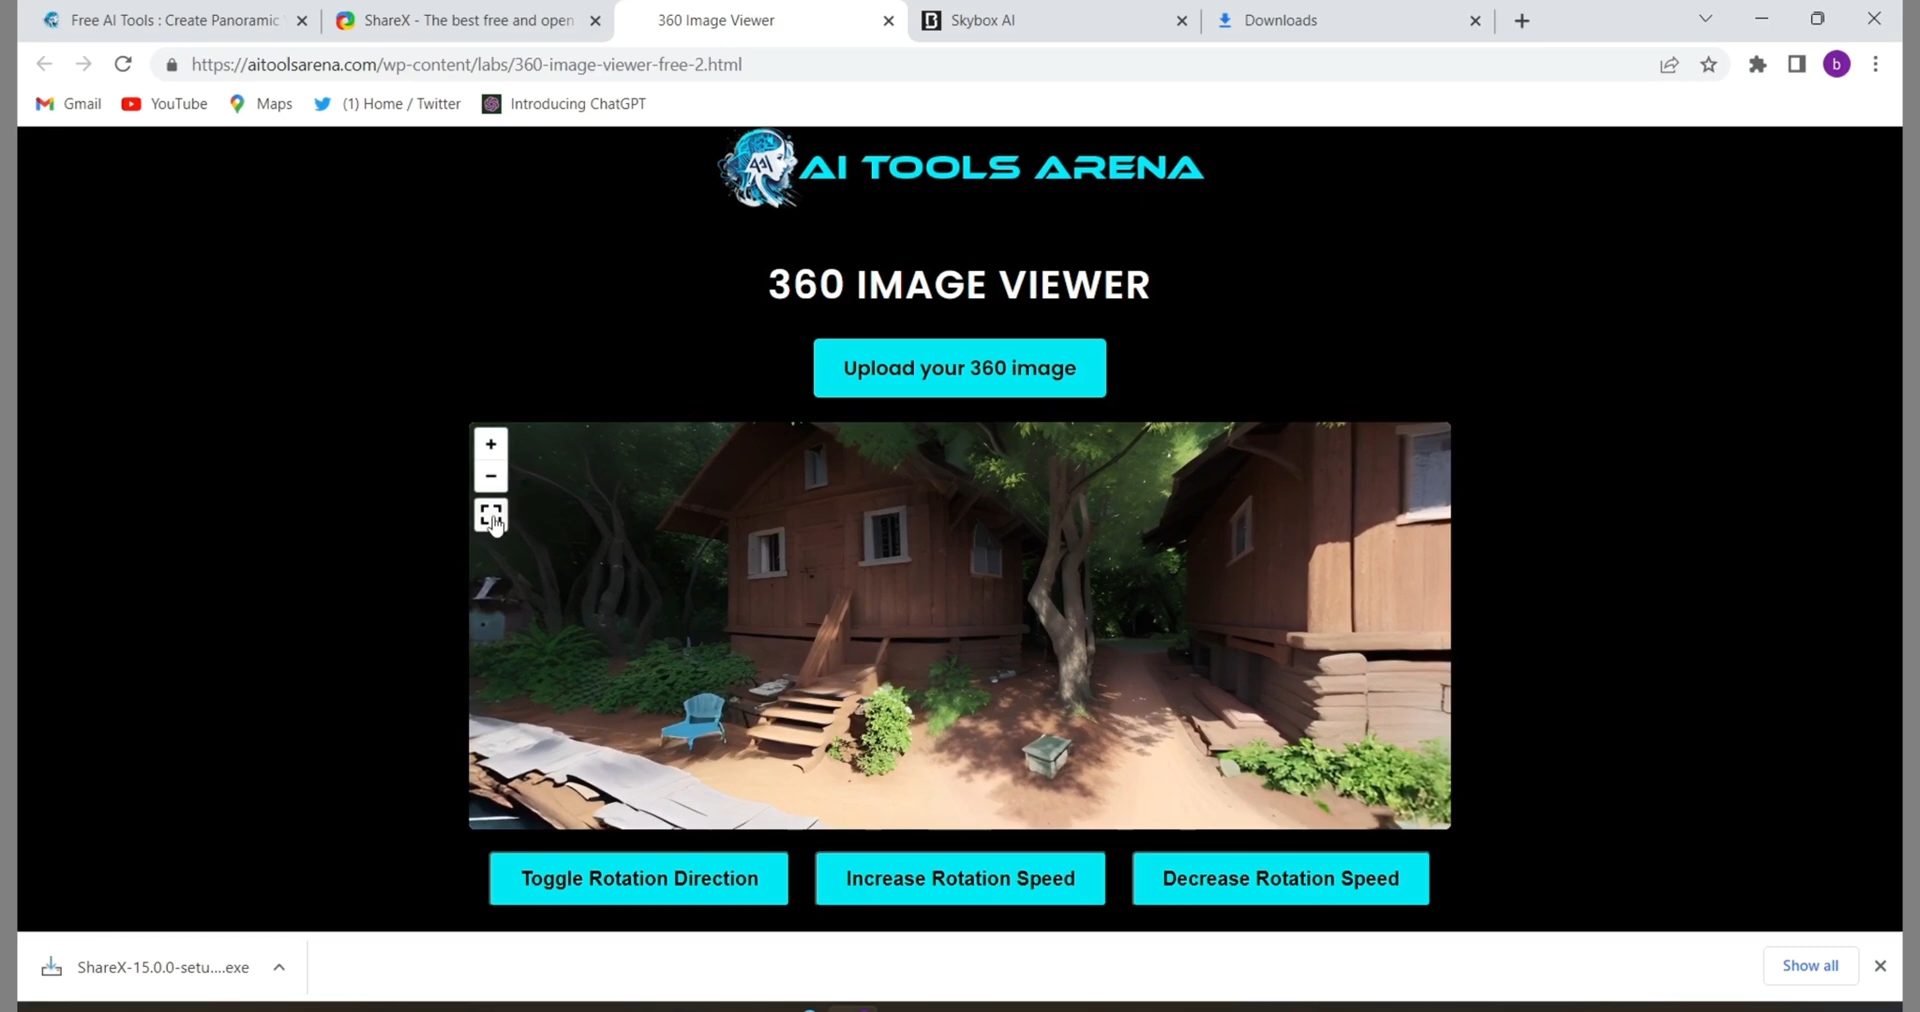 Free AI Tools : Create Panoramic
ShareX - The best free and open
360 Image Viewer
Skybox AI
Downloads
https://aitoolsarena.com/wp-content/labs/360-image-viewer-free-2.html
b
Gmail
YouTube
Maps
(1) Home / Twitter
Introducing ChatGPT
AI TOOLS ARENA
360 IMAGE VIEWER
Upload your 360 image
+
−
Toggle Rotation Direction
Increase Rotation Speed
Decrease Rotation Speed
ShareX-15.0.0-setu....exe
Show all